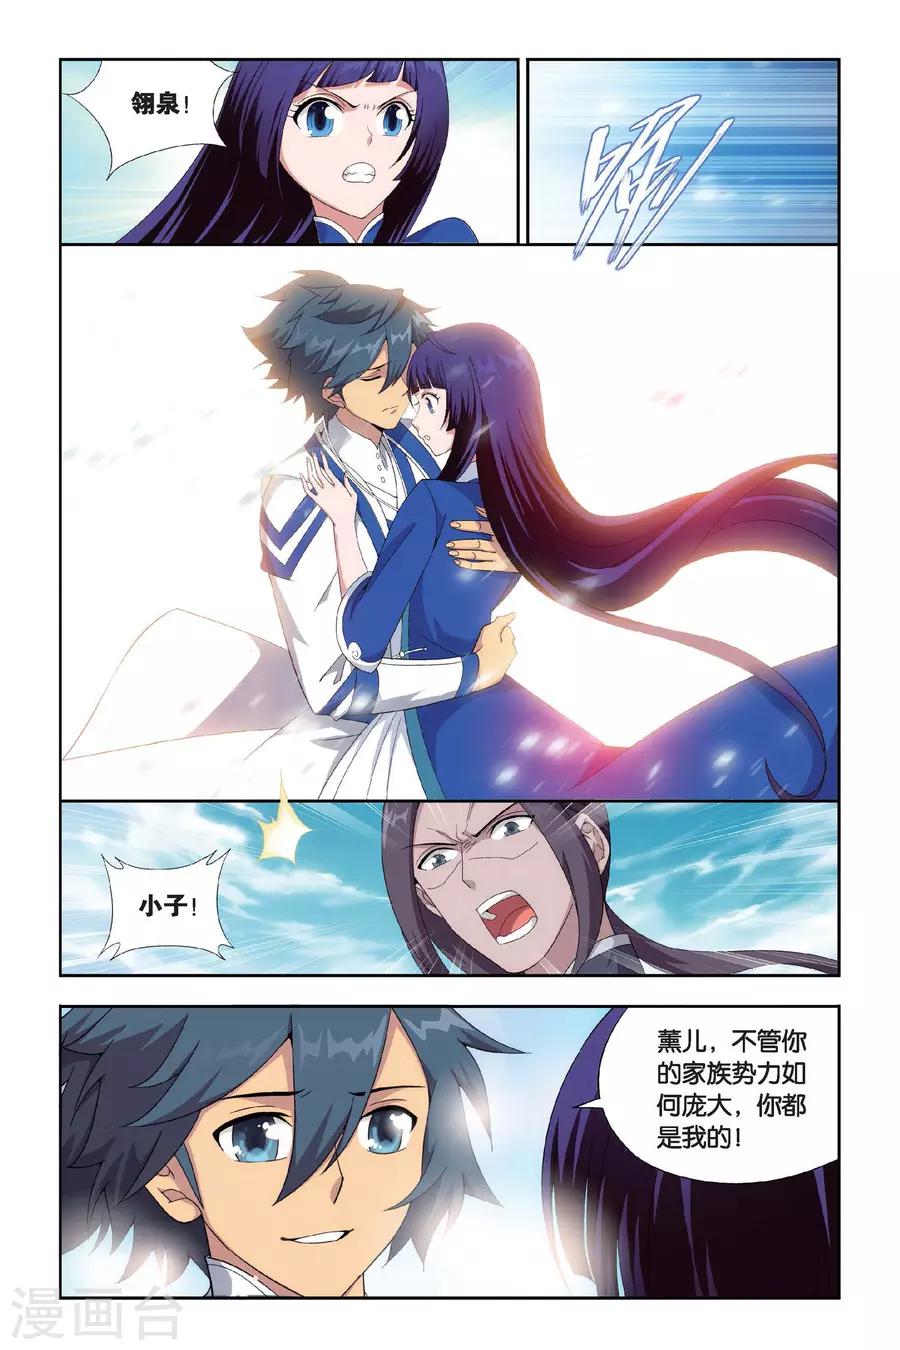 翎泉！
小子！
薰儿，不管你
的家族势力如
何庞大，你都
是我的！
漫画台